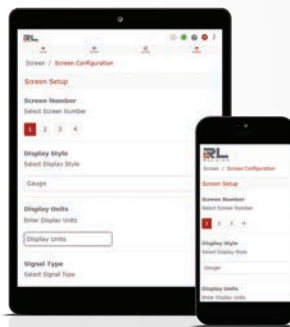 RL
Screen / Screen Configuration
Screen Setup
Screen Number
Select Screen Number
1 2 3 4
Display Style
Select Display Style
Gauge
Display Units
Enter Display Units
Display Units
Signal Type
Select Signal Type
RL
Screen / Screen Configuration
Screen Setup
Screen Number
Select Screen Number
1 2 3 4
Display Style
Select Display Style
Gauge
Display Units
Enter Display Units